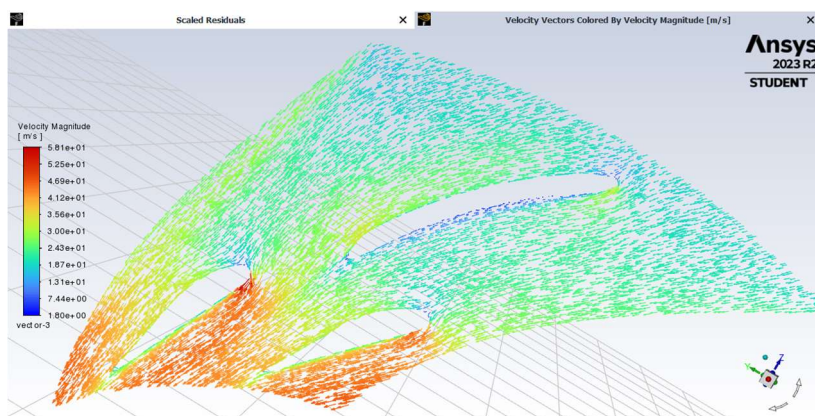 Scaled Residuals
Velocity Vectors Colored By Velocity Magnitude [m/s]
Ansys
2023 R2
STUDENT
Velocity Magnitude
[ m/s ]
5.81e+01
5.25e+01
4.69e+01
4.12e+01
3.56e+01
3.00e+01
2.43e+01
1.87e+01
1.31e+01
7.44e+00
1.80e+00
vector-3
Y
Z